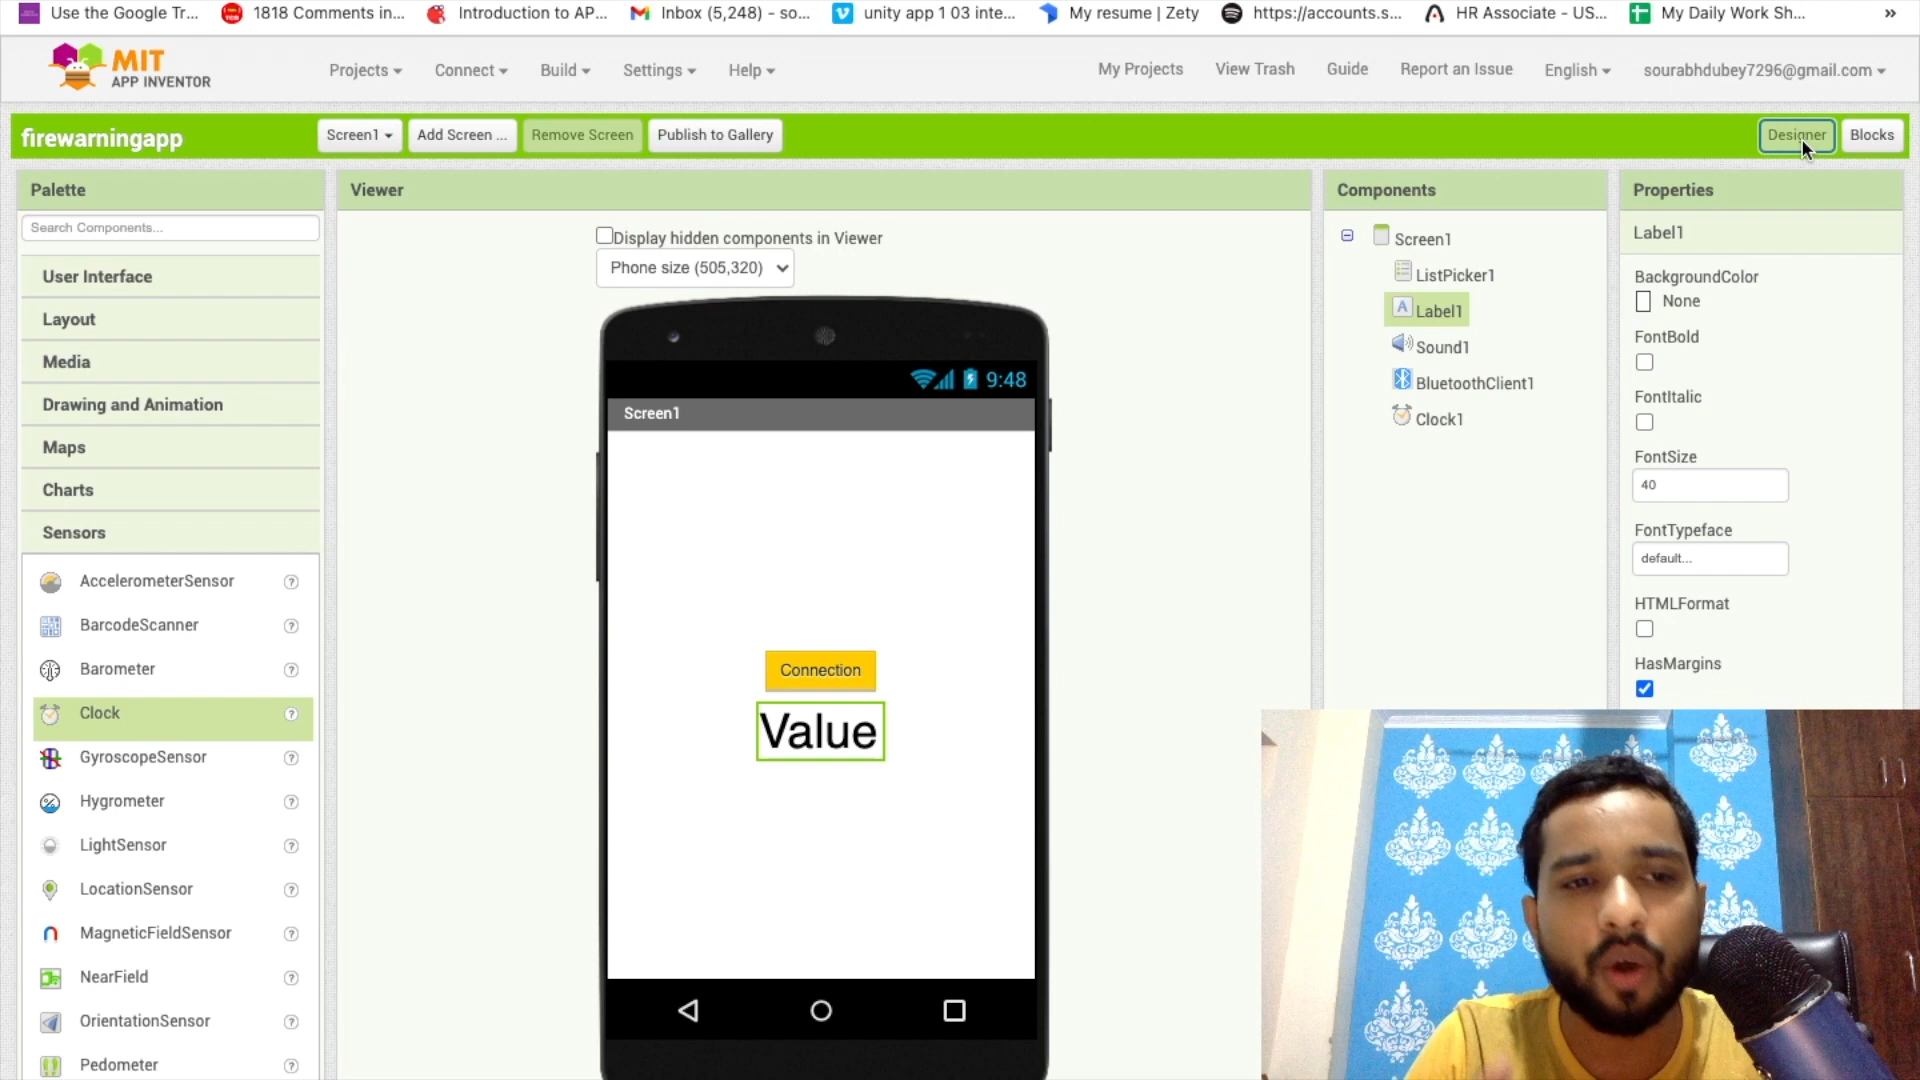 Use the Google Tr...
1818 Comments in...
Introduction to AP...
Inbox (5,248) - so...
unity app 1 03 inte...
My resume | Zety
https://accounts.s...
HR Associate - US...
My Daily Work Sh...
»
MIT
APP INVENTOR
Projects
Connect
Build
Settings
Help
My Projects
View Trash
Guide
Report an Issue
English
sourabhdubey7296@gmail.com
firewarningapp
Screen1
Add Screen ...
Remove Screen
Publish to Gallery
Designer
Blocks
Palette
Search Components...
User Interface
Layout
Media
Drawing and Animation
Maps
Charts
Sensors
AccelerometerSensor ?
BarcodeScanner ?
Barometer ?
Clock ?
GyroscopeSensor ?
Hygrometer ?
LightSensor ?
LocationSensor ?
MagneticFieldSensor ?
NearField ?
OrientationSensor ?
Pedometer ?
Viewer
Display hidden components in Viewer
Phone size (505,320)
9:48
Screen1
Connection
Value
Components
Screen1
ListPicker1
A Label1
Sound1
BluetoothClient1
Clock1
Properties
Label1
BackgroundColor
None
FontBold
FontItalic
FontSize
40
FontTypeface
default...
HTMLFormat
HasMargins